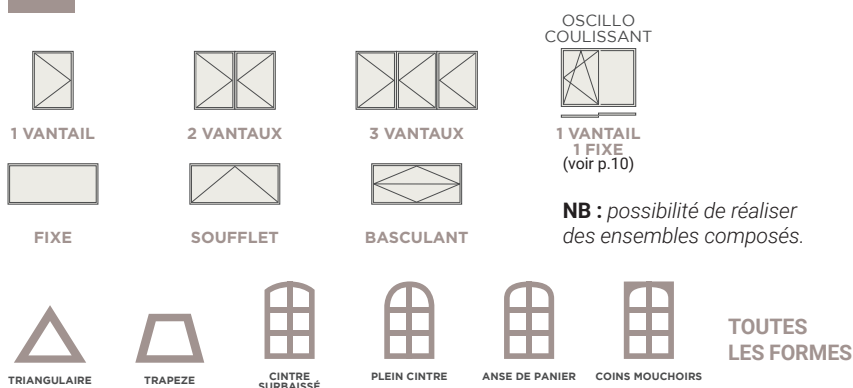 OSCILLO
COULISSANT
1 VANTAIL
2 VANTAUX
3 VANTAUX
1 VANTAIL
1 FIXE
(voir p.10)
FIXE
SOUFFLET
BASCULANT
NB : possibilité de réaliser
des ensembles composés.
TRIANGULAIRE
TRAPEZE
CINTRE
SURBAISSÉ
PLEIN CINTRE
ANSE DE PANIER
COINS MOUCHOIRS
TOUTES
LES FORMES